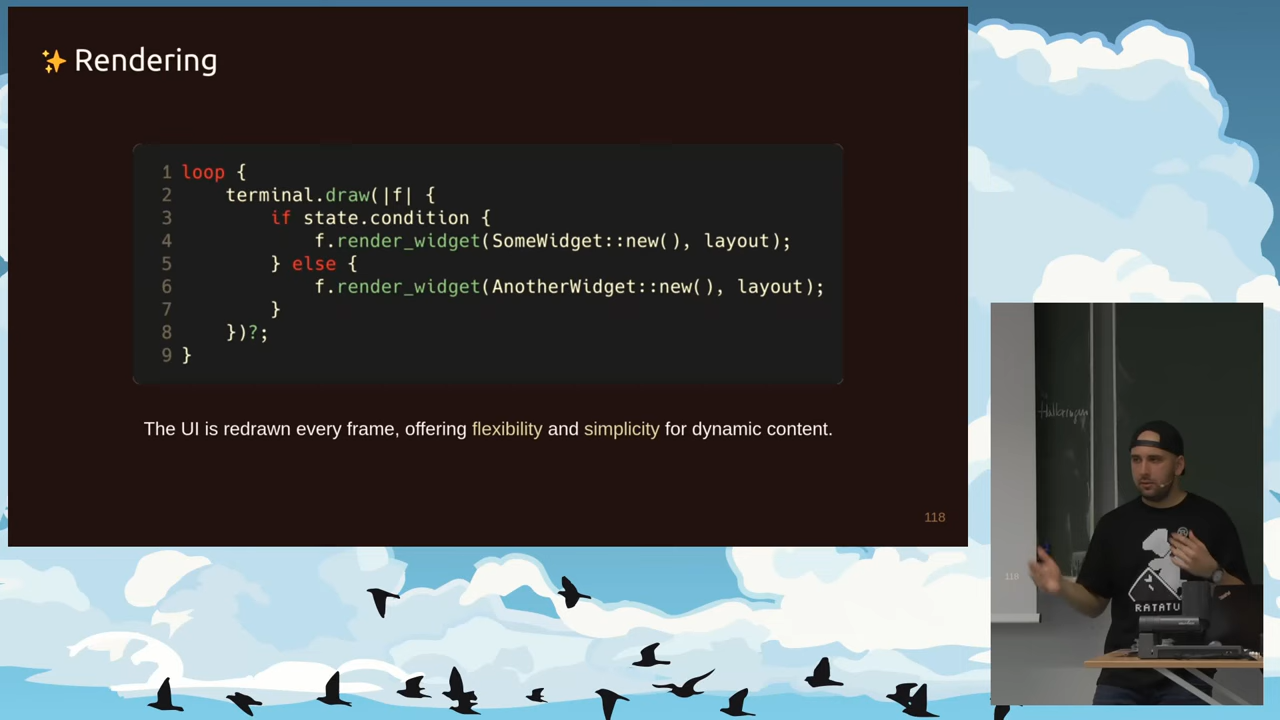 ✨ Rendering
1 loop {
2     terminal.draw(|f| {
3         if state.condition {
4             f.render_widget(SomeWidget::new(), layout);
5         } else {
6             f.render_widget(AnotherWidget::new(), layout);
7         }
8     })?;
9 }
The UI is redrawn every frame, offering flexibility and simplicity for dynamic content.
118
118
RATATU